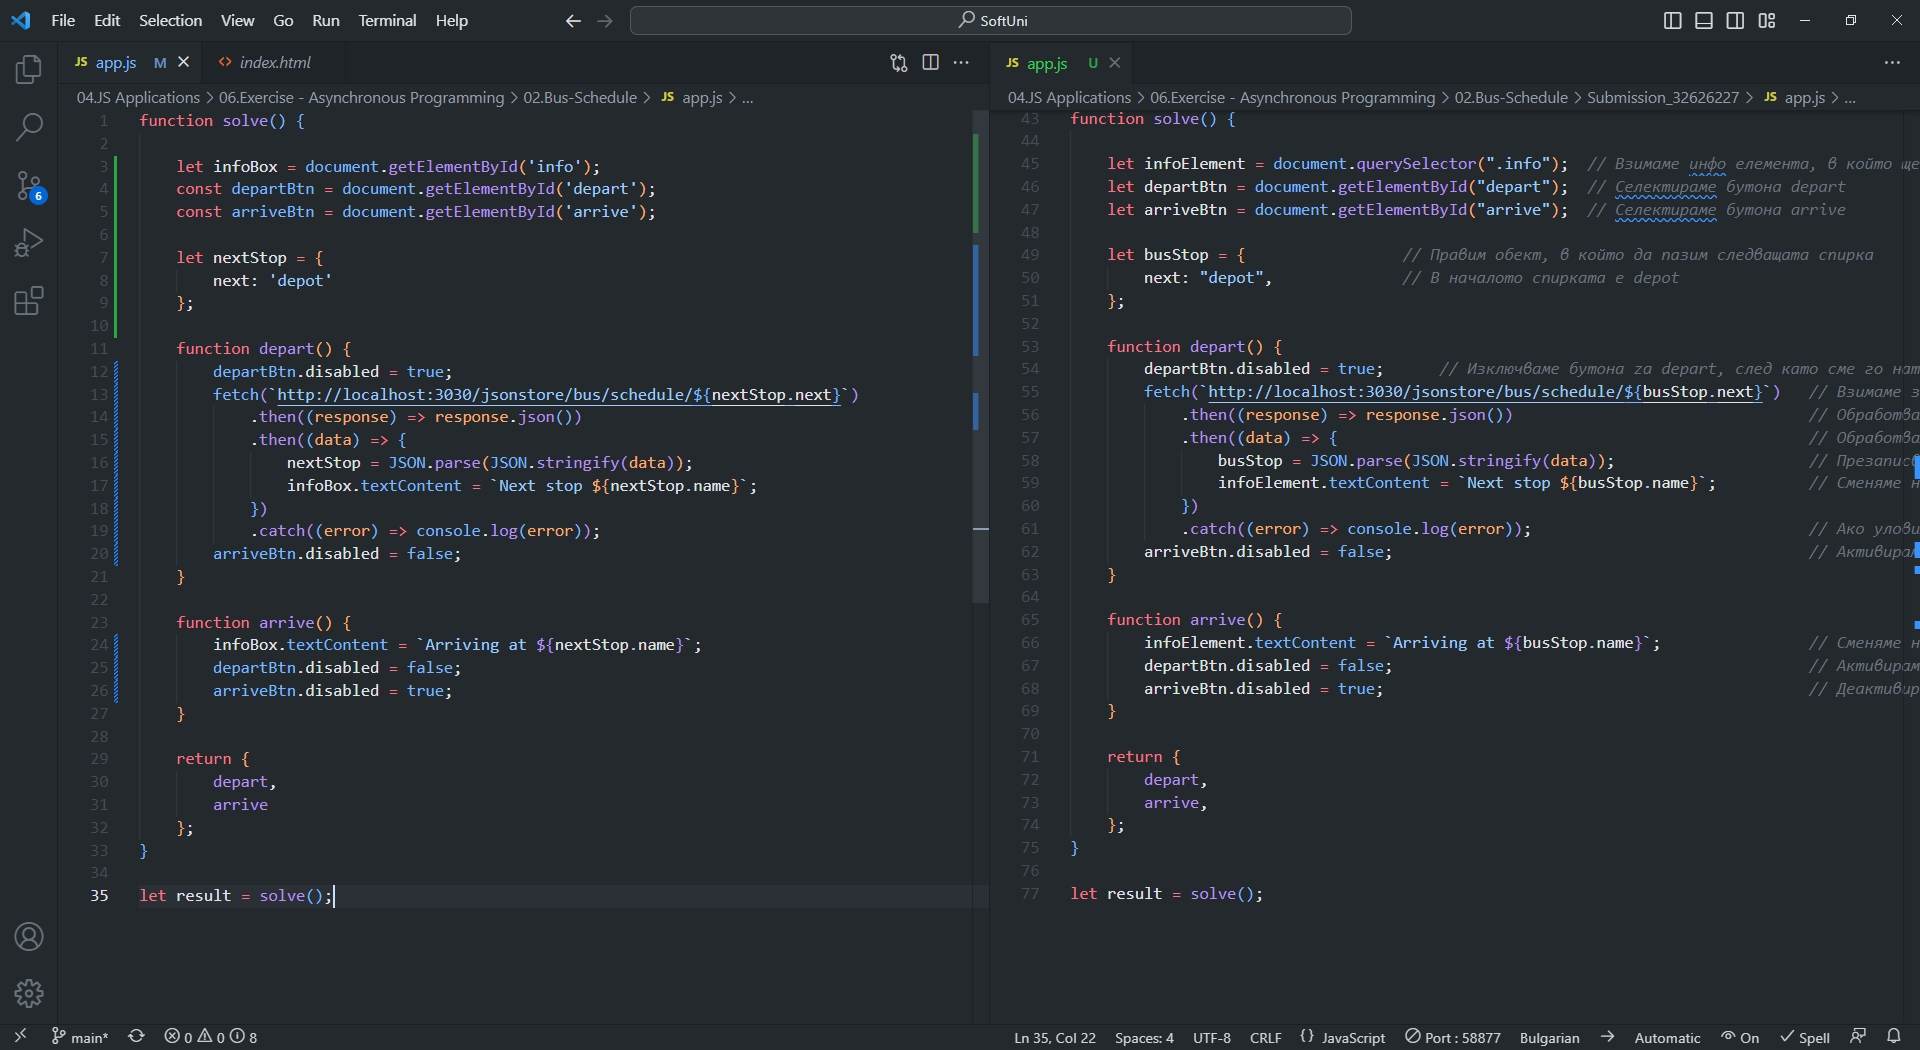 File Edit Selection View Go Run Terminal Help
SoftUni
JS app.js M
<> index.html
JS app.js U
04.JS Applications > 06.Exercise - Asynchronous Programming > 02.Bus-Schedule > JS app.js > ...
1 function solve() {
2
3 let infoBox = document.getElementById('info');
4 const departBtn = document.getElementById('depart');
5 const arriveBtn = document.getElementById('arrive');
6
7 let nextStop = {
8 next: 'depot'
9 };
10
11 function depart() {
12 departBtn.disabled = true;
13 fetch(`http://localhost:3030/jsonstore/bus/schedule/${nextStop.next}`)
14 .then((response) => response.json())
15 .then((data) => {
16 nextStop = JSON.parse(JSON.stringify(data));
17 infoBox.textContent = `Next stop ${nextStop.name}`;
18 })
19 .catch((error) => console.log(error));
20 arriveBtn.disabled = false;
21 }
22
23 function arrive() {
24 infoBox.textContent = `Arriving at ${nextStop.name}`;
25 departBtn.disabled = false;
26 arriveBtn.disabled = true;
27 }
28
29 return {
30 depart,
31 arrive
32 };
33 }
34
35 let result = solve();
04.JS Applications > 06.Exercise - Asynchronous Programming > 02.Bus-Schedule > Submission_32626227 > JS app.js > ...
43 function solve() {
44
45 let infoElement = document.querySelector(".info"); // Взимаме инфо елемента, в който ще
46 let departBtn = document.getElementById("depart"); // Селектираме бутона depart
47 let arriveBtn = document.getElementById("arrive"); // Селектираме бутона arrive
48
49 let busStop = { // Правим обект, в който да пазим следващата спирка
50 next: "depot", // В началото спирката е depot
51 };
52
53 function depart() {
54 departBtn.disabled = true; // Изключваме бутона за depart, след като сме го нат
55 fetch(`http://localhost:3030/jsonstore/bus/schedule/${busStop.next}`) // Взимаме з
56 .then((response) => response.json()) // Обработва
57 .then((data) => { // Обработва
58 busStop = JSON.parse(JSON.stringify(data)); // Презапис
59 infoElement.textContent = `Next stop ${busStop.name}`; // Сменяме н
60 })
61 .catch((error) => console.log(error)); // Ако улови
62 arriveBtn.disabled = false; // Активира
63 }
64
65 function arrive() {
66 infoElement.textContent = `Arriving at ${busStop.name}`; // Сменяме н
67 departBtn.disabled = false; // Активирам
68 arriveBtn.disabled = true; // Деактивир
69 }
70
71 return {
72 depart,
73 arrive,
74 };
75 }
76
77 let result = solve();
6
main* 0 0 8 Ln 35, Col 22 Spaces: 4 UTF-8 CRLF {} JavaScript Port : 58877 Bulgarian → Automatic On Spell